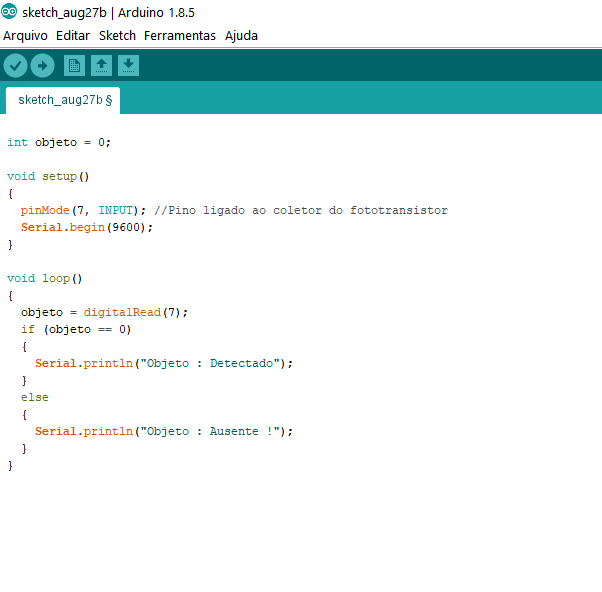 sketch_aug27b | Arduino 1.8.5
Arquivo Editar Sketch Ferramentas Ajuda
sketch_aug27b §
int objeto = 0;
void setup()
{
  pinMode(7, INPUT); //Pino ligado ao coletor do fototransistor
  Serial.begin(9600);
}
void loop()
{
  objeto = digitalRead(7);
  if (objeto == 0)
  {
    Serial.println("Objeto : Detectado");
  }
  else
  {
    Serial.println("Objeto : Ausente !");
  }
}